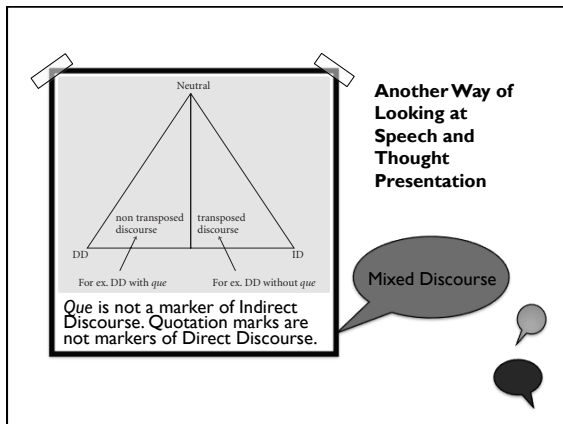 Another Way of
Looking at
Speech and
Thought
Presentation
Neutral
non transposed
discourse
transposed
discourse
DD
ID
For ex. DD with que
For ex. DD without que
Que is not a marker of Indirect
Discourse. Quotation marks are
not markers of Direct Discourse.
Mixed Discourse